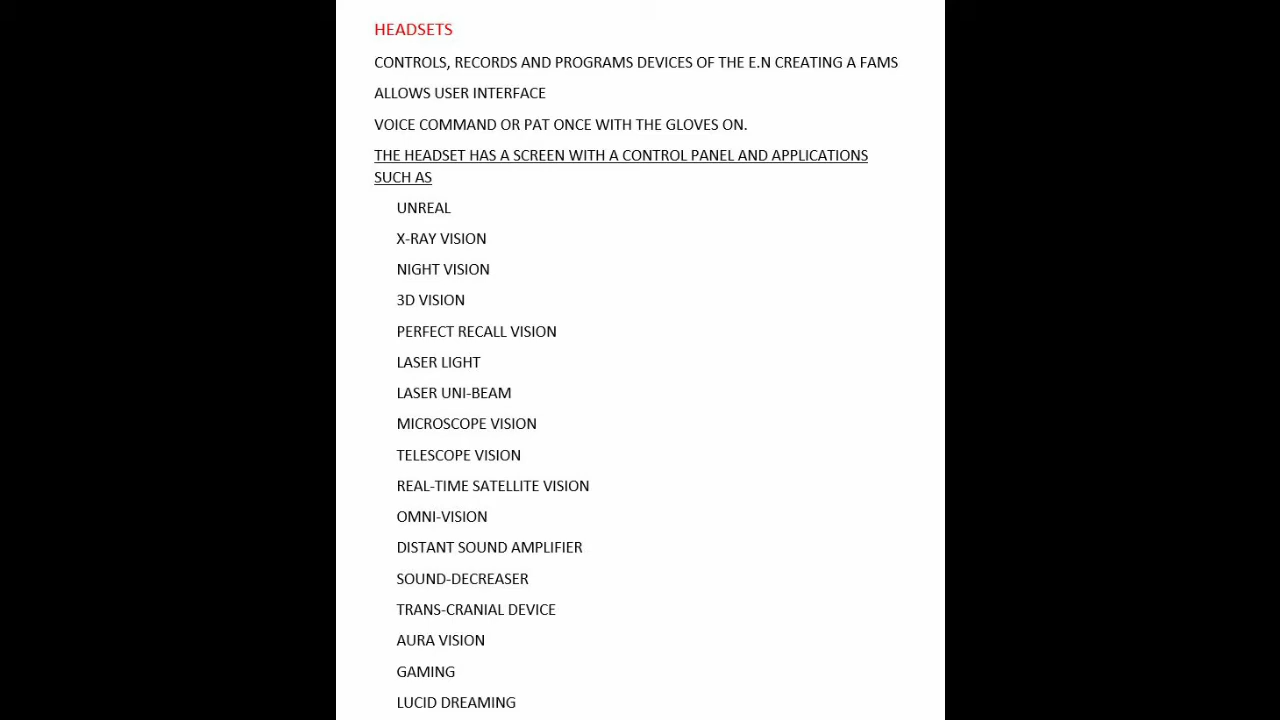 HEADSETS
CONTROLS, RECORDS AND PROGRAMS DEVICES OF THE E.N CREATING A FAMS
ALLOWS USER INTERFACE
VOICE COMMAND OR PAT ONCE WITH THE GLOVES ON.
THE HEADSET HAS A SCREEN WITH A CONTROL PANEL AND APPLICATIONS
SUCH AS
UNREAL
X-RAY VISION
NIGHT VISION
3D VISION
PERFECT RECALL VISION
LASER LIGHT
LASER UNI-BEAM
MICROSCOPE VISION
TELESCOPE VISION
REAL-TIME SATELLITE VISION
OMNI-VISION
DISTANT SOUND AMPLIFIER
SOUND-DECREASER
TRANS-CRANIAL DEVICE
AURA VISION
GAMING
LUCID DREAMING